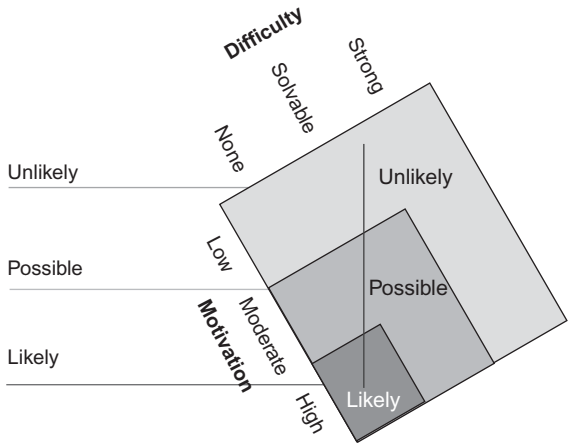 Difficulty
None
Solvable
Strong
Unlikely
Unlikely
Low
Possible
Possible
Motivation
Moderate
Likely
High
Likely